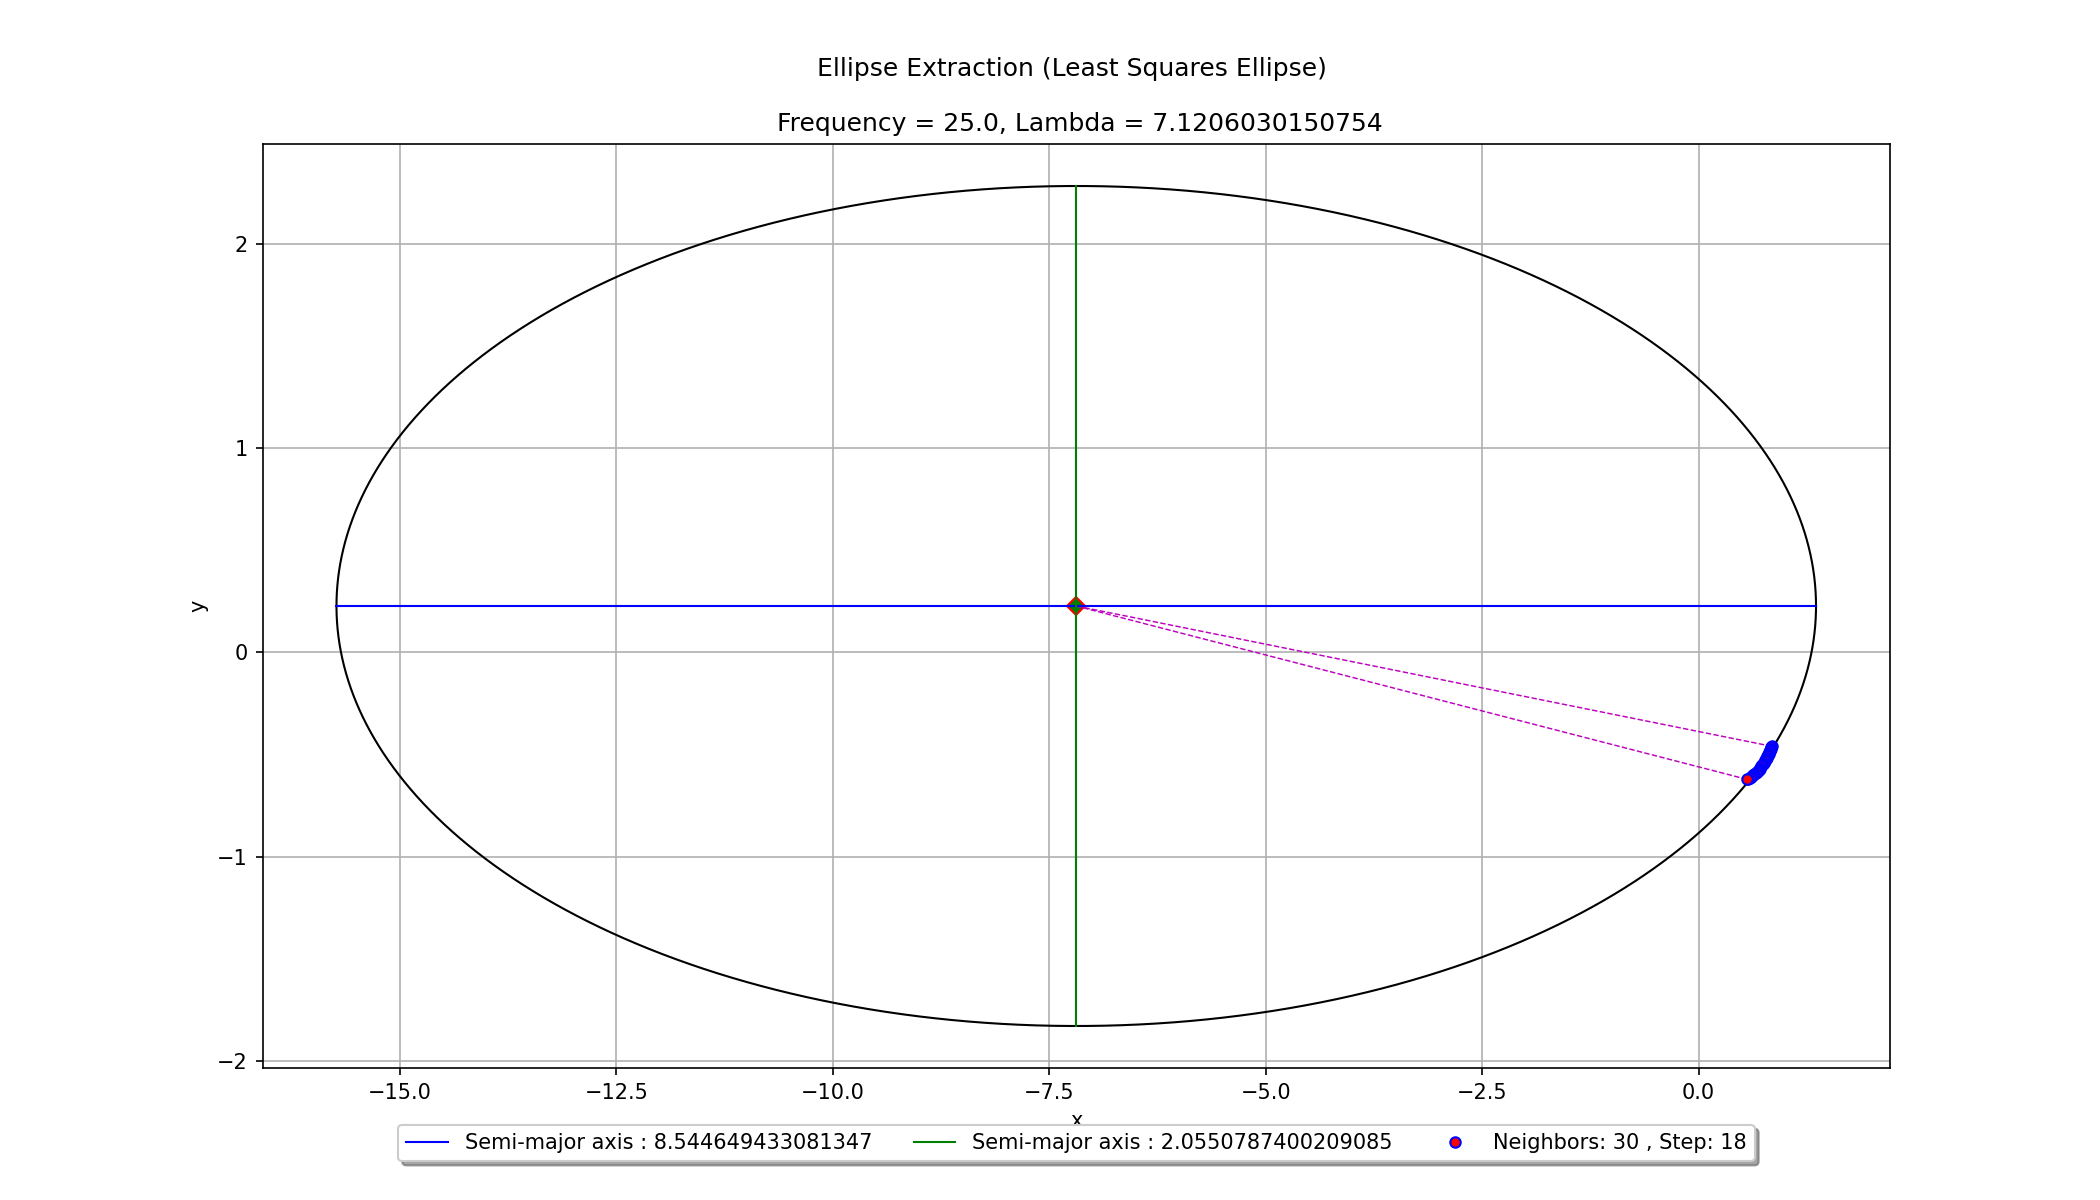 Ellipse Extraction (Least Squares Ellipse)
Frequency = 25.0, Lambda = 7.1206030150754
2
1
y
0
−1
−2
−15.0 −12.5 −10.0 −7.5 −5.0 −2.5 0.0
x
Semi-major axis : 8.544649433081347 Semi-major axis : 2.0550787400209085 Neighbors: 30 , Step: 18